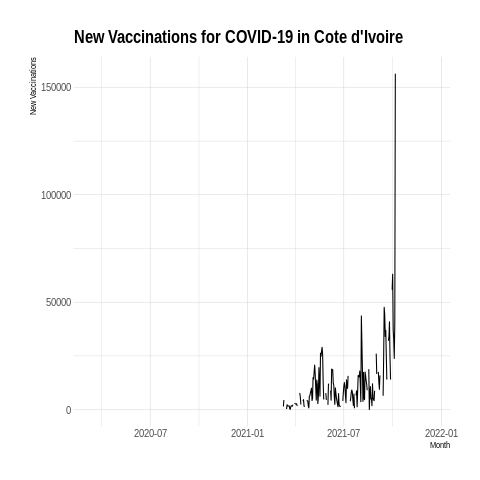 New Vaccinations for COVID-19 in Cote d'Ivoire
New Vaccinations
150000
100000
50000
0
2020-07 2021-01 2021-07 2022-01
Month